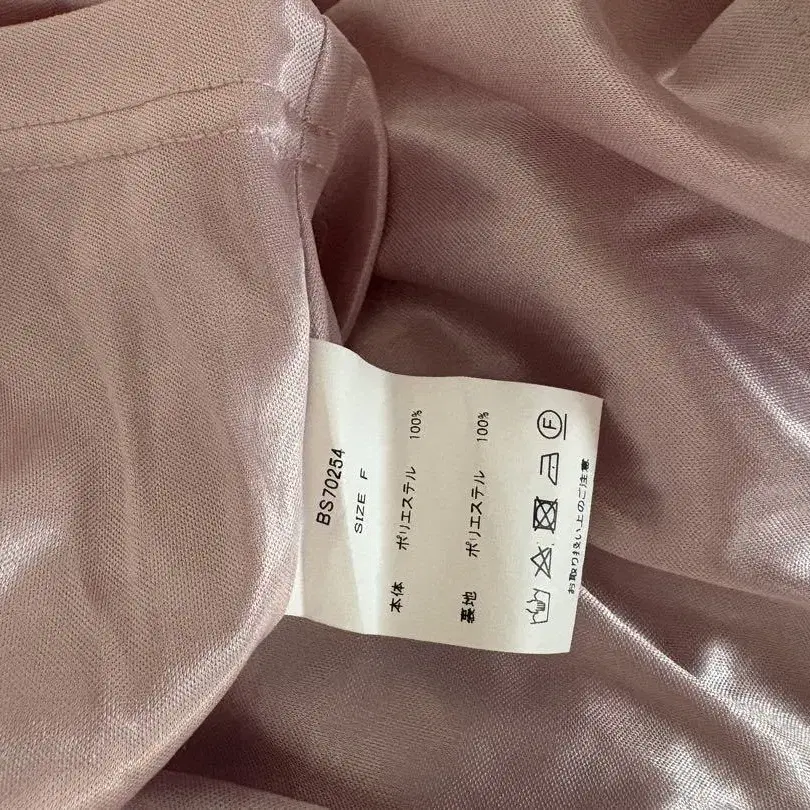 BS70254
SIZE F
本体 ポリエステル 100%
裏地 ポリエステル 100%
F
お取り扱い上のご注意